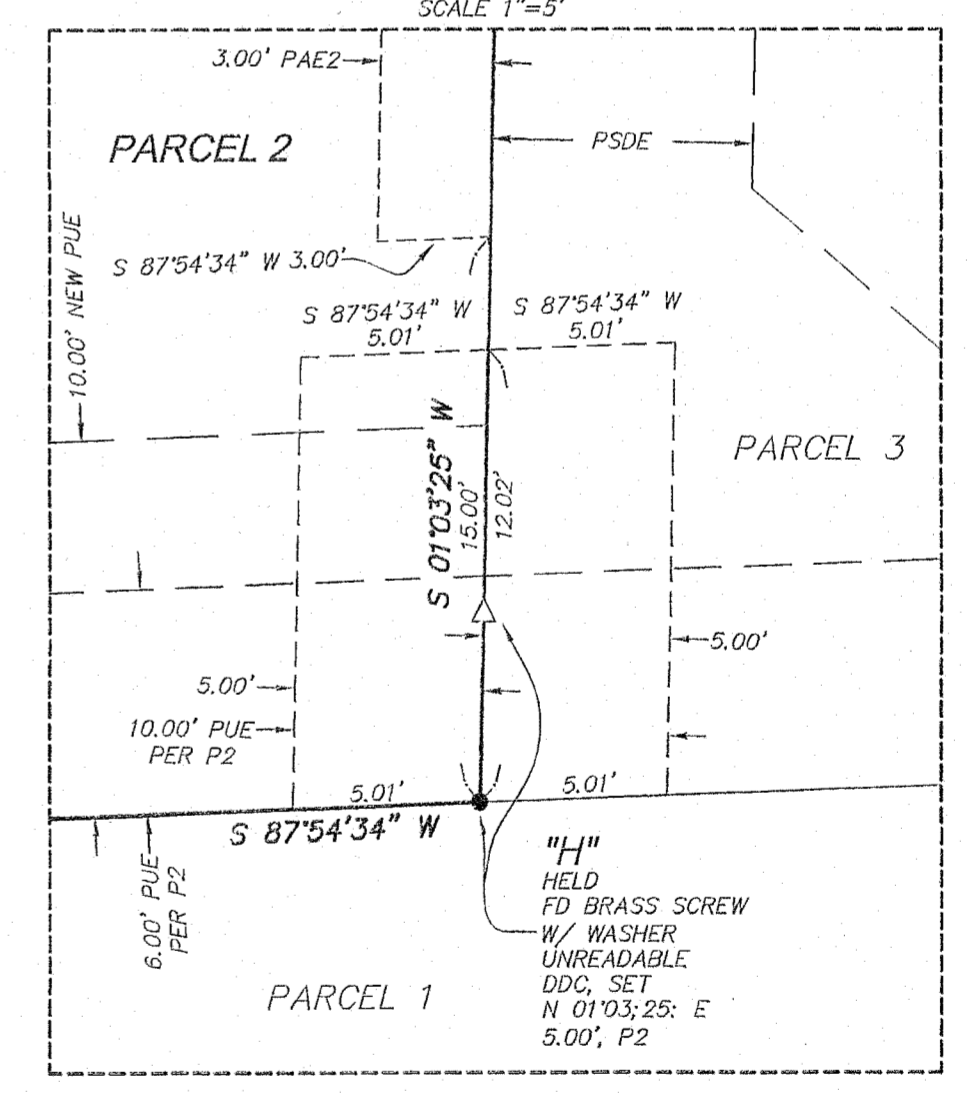 SCALE 1"=5'
3.00' PAE2
PARCEL 2
PSDE
10.00' NEW PUE
S 87°54'34" W 3.00'
S 87°54'34" W
5.01'
S 87°54'34" W
5.01'
S 01°03'25" W
15.00'
12.02'
PARCEL 3
5.00'
5.00'
10.00' PUE
PER P2
5.01'
5.01'
S 87°54'34" W
6.00' PUE
PER P2
"H"
HELD
FD BRASS SCREW
W/ WASHER
UNREADABLE
DDC, SET
N 01°03;25: E
5.00', P2
PARCEL 1